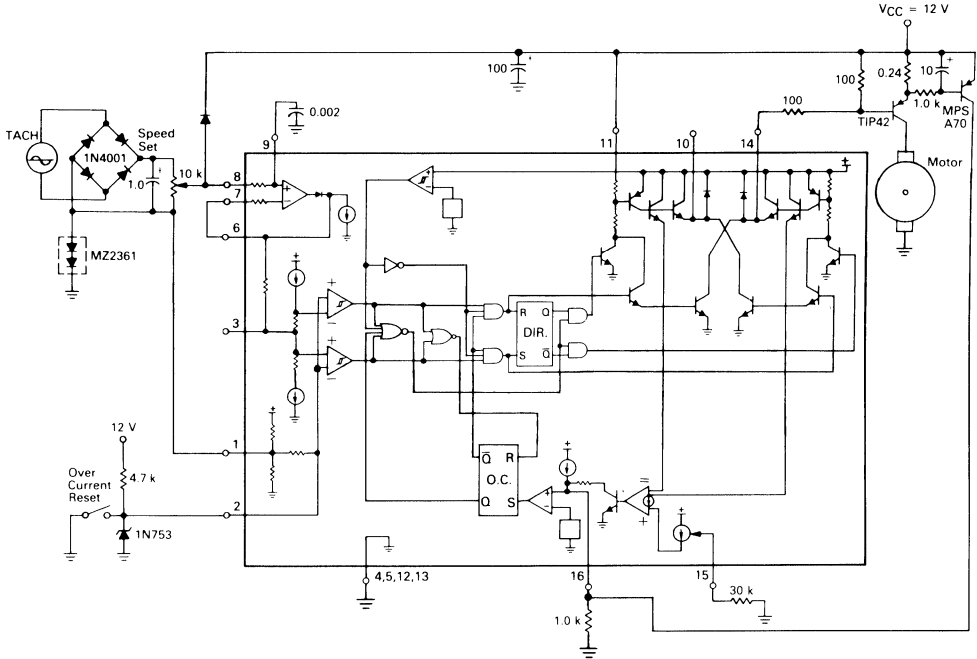 VCC = 12 V
100
0.24
10
+
1.0 k
MPS
A70
100
100
TIP42
Motor
0.002
TACH
Speed
Set
1N4001
1.0
+
10 k
MZ2361
9
11
10
14
8
7
6
3
1
2
+
−
R
Q
DIR.
S
Q̅
Q̅
R
O.C.
Q
S
12 V
4.7 k
Over
Current
Reset
1N753
4,5,12,13
16
15
30 k
1.0 k